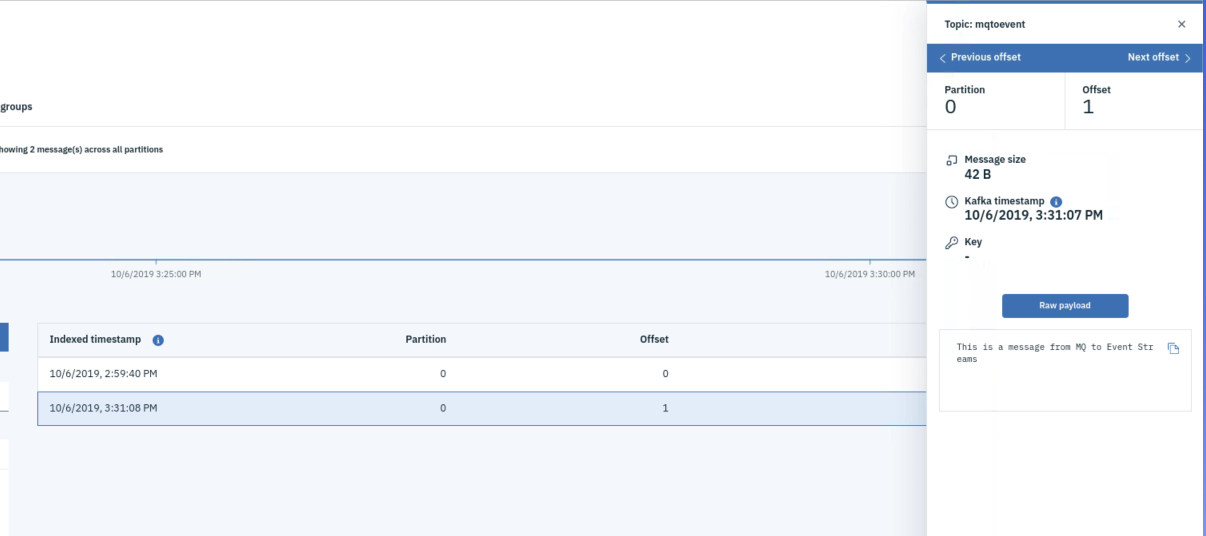 groups
howing 2 message(s) across all partitions
10/6/2019 3:25:00 PM 10/6/2019 3:30:00 PM
Indexed timestamp Partition Offset
10/6/2019, 2:59:40 PM 0 0
10/6/2019, 3:31:08 PM 0 1
Topic: mqtoevent
Previous offset Next offset
Partition Offset
0 1
Message size
42 B
Kafka timestamp
10/6/2019, 3:31:07 PM
Key
-
Raw payload
This is a message from MQ to Event Str
eams